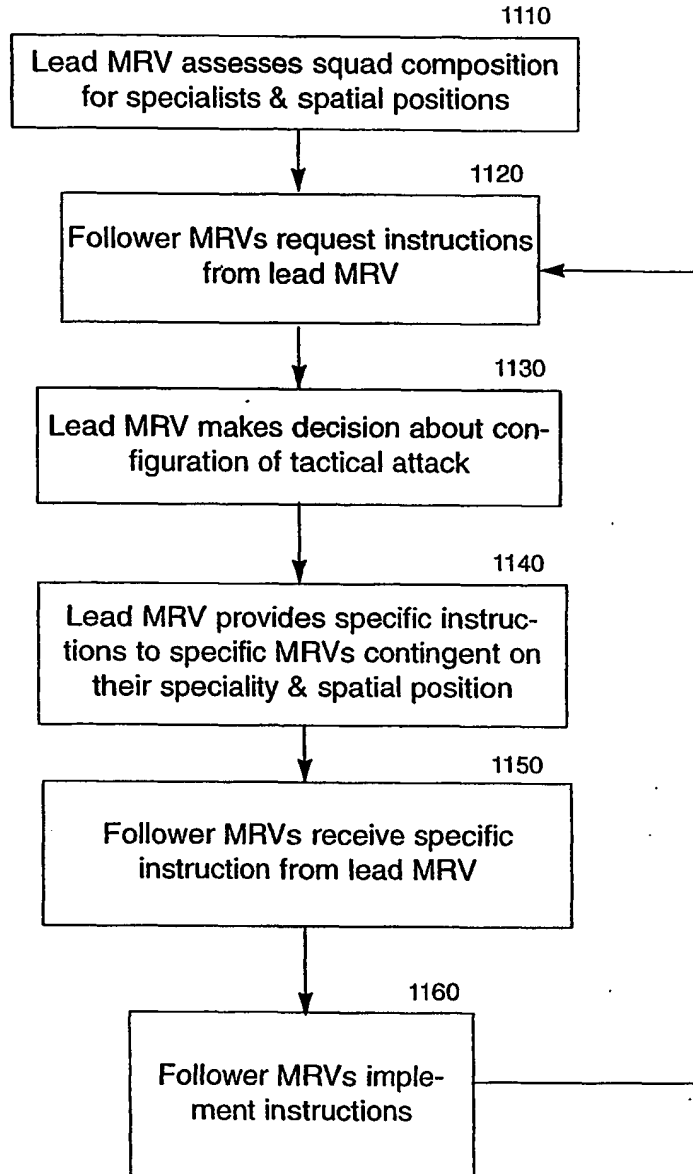 1110
Lead MRV assesses squad composition
for specialists & spatial positions
1120
Follower MRVs request instructions
from lead MRV
1130
Lead MRV makes decision about con-
figuration of tactical attack
1140
Lead MRV provides specific instruc-
tions to specific MRVs contingent on
their speciality & spatial position
1150
Follower MRVs receive specific
instruction from lead MRV
1160
Follower MRVs imple-
ment instructions